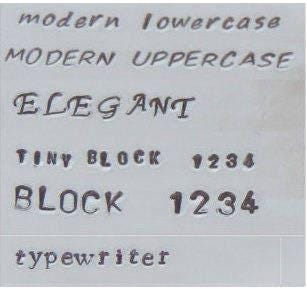 modern lowercase
MODERN UPPERCASE
ELEGANT
TINY BLOCK 1234
BLOCK 1234
typewriter